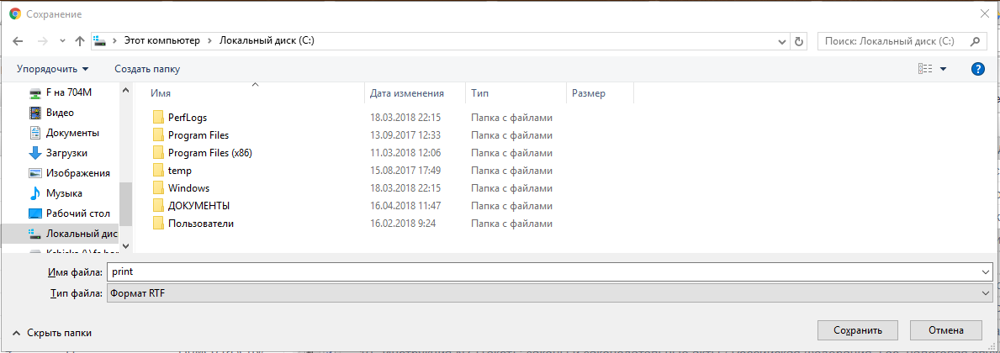 Сохранение
Этот компьютер > Локальный диск (C:)
Поиск: Локальный диск (C:)
Упорядочить
Создать папку
?
Имя
Дата изменения
Тип
Размер
F на 704M
Видео
Документы
Загрузки
Изображения
Музыка
Рабочий стол
Локальный дис
PerfLogs 18.03.2018 22:15 Папка с файлами
Program Files 13.09.2017 12:33 Папка с файлами
Program Files (x86) 11.03.2018 12:06 Папка с файлами
temp 15.08.2017 17:49 Папка с файлами
Windows 18.03.2018 22:15 Папка с файлами
ДОКУМЕНТЫ 16.04.2018 11:47 Папка с файлами
Пользователи 16.02.2018 9:24 Папка с файлами
Имя файла: print
Тип файла: Формат RTF
Скрыть папки
Сохранить
Отмена